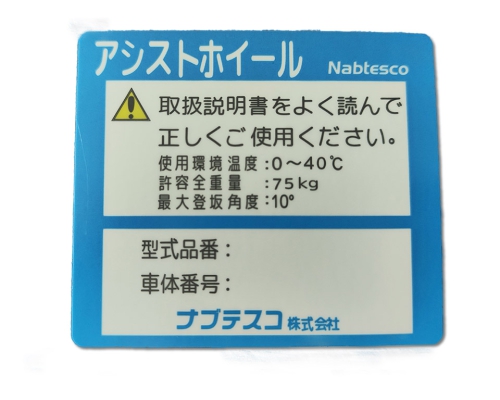 アシストホイール Nabtesco
取扱説明書をよく読んで
正しくご使用ください。
使用環境温度:0～40℃
許容全重量 :75kg
最大登坂角度:10°
型式品番:
車体番号:
ナブテスコ株式会社